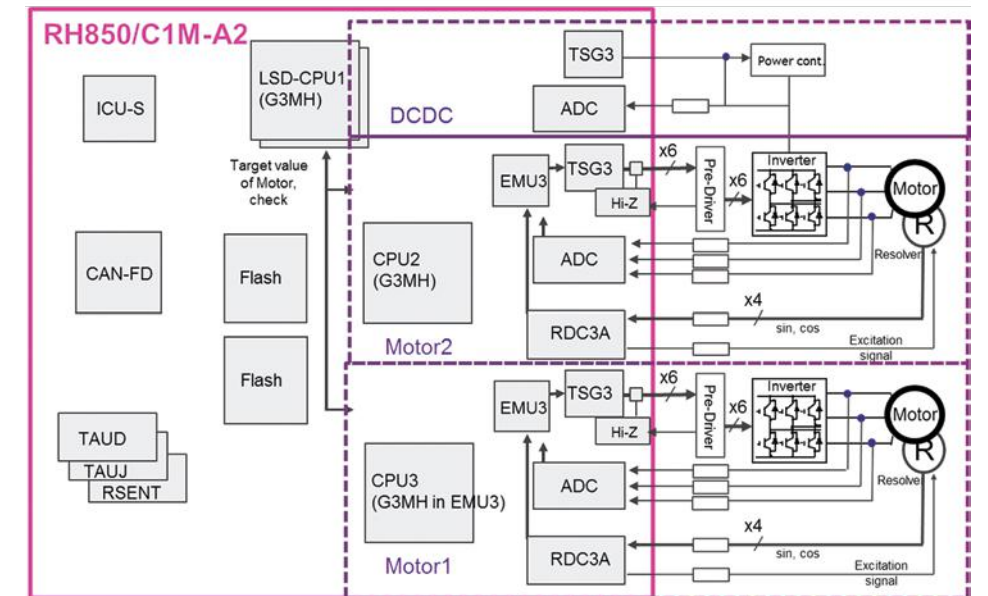 RH850/C1M-A2
ICU-S
LSD-CPU1
(G3MH)
TSG3
Power cont.
ADC
DCDC
Target value
of Motor,
check
EMU3
TSG3
x6
Hi-Z
Pre-Driver
x6
Inverter
Motor
R
Resolver
CAN-FD
Flash
CPU2
(G3MH)
ADC
x4
sin, cos
RDC3A
Excitation
signal
Motor2
Flash
EMU3
TSG3
x6
Hi-Z
Pre-Driver
x6
Inverter
Motor
R
Resolver
TAUD
TAUJ
RSENT
CPU3
(G3MH in EMU3)
ADC
x4
sin, cos
RDC3A
Excitation
signal
Motor1